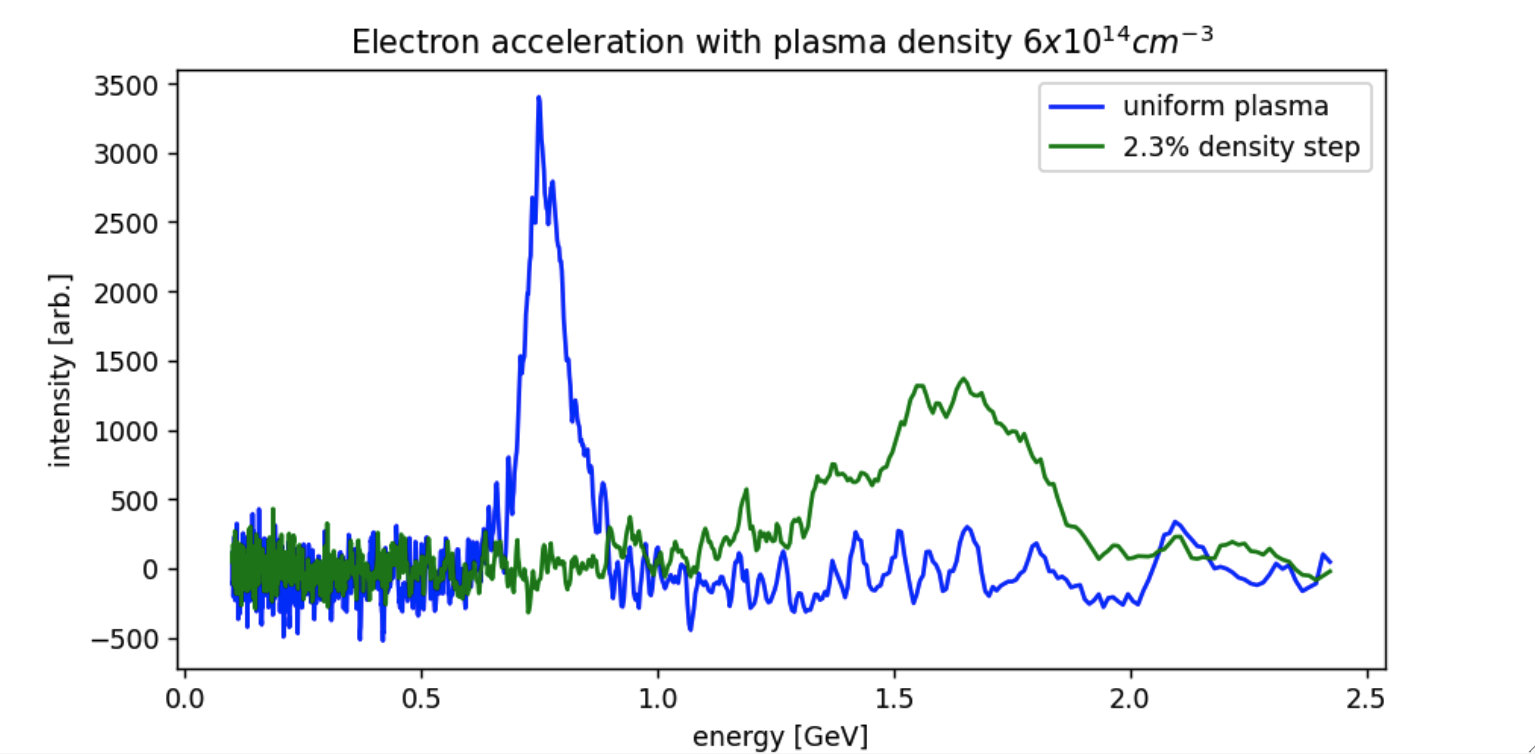 Electron acceleration with plasma density 6x10¹⁴cm⁻³
3500
3000
2500
2000
1500
1000
500
0
−500
intensity [arb.]
uniform plasma
2.3% density step
0.0 0.5 1.0 1.5 2.0 2.5
energy [GeV]